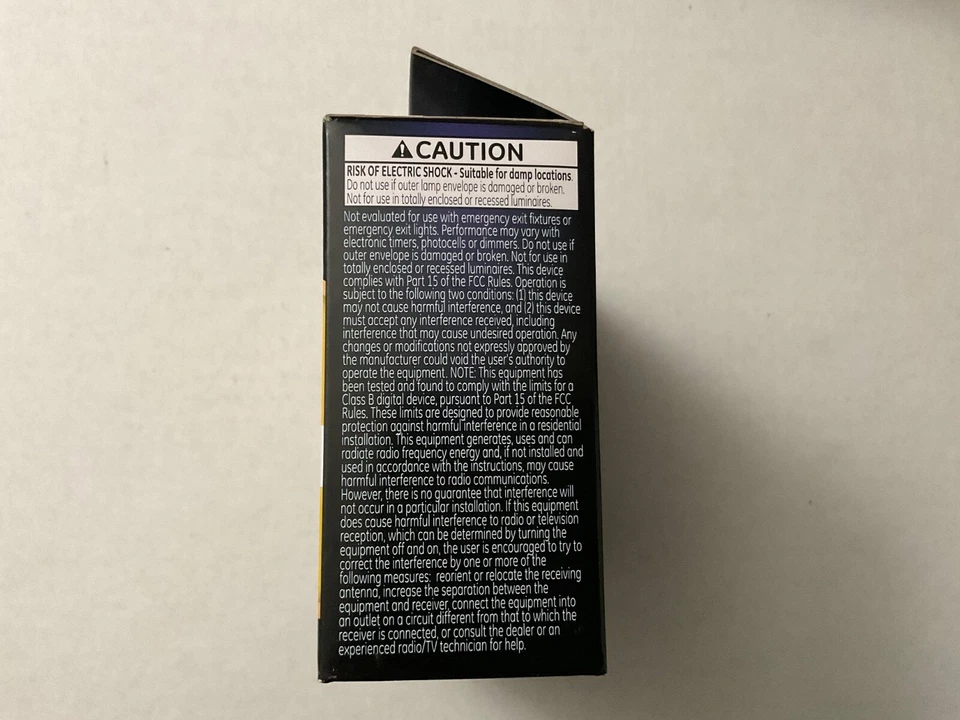 CAUTION
RISK OF ELECTRIC SHOCK - Suitable for damp locations.
Do not use if outer lamp envelope is damaged or broken.
Not for use in totally enclosed or recessed luminaires.
Not evaluated for use with emergency exit fixtures or
emergency exit lights. Performance may vary with
electronic timers, photocells or dimmers. Do not use if
outer envelope is damaged or broken. Not for use in
totally enclosed or recessed luminaires. This device
complies with Part 15 of the FCC Rules. Operation is
subject to the following two conditions: (1) this device
may not cause harmful interference, and (2) this device
must accept any interference received, including
interference that may cause undesired operation. Any
changes or modifications not expressly approved by
the manufacturer could void the user's authority to
operate the equipment. NOTE: This equipment has
been tested and found to comply with the limits for a
Class B digital device, pursuant to Part 15 of the FCC
Rules. These limits are designed to provide reasonable
protection against harmful interference in a residential
installation. This equipment generates, uses and can
radiate radio frequency energy and, if not installed and
used in accordance with the instructions, may cause
harmful interference to radio communications.
However, there is no guarantee that interference will
not occur in a particular installation. If this equipment
does cause harmful interference to radio or television
reception, which can be determined by turning the
equipment off and on, the user is encouraged to try to
correct the interference by one or more of the
following measures: reorient or relocate the receiving
antenna, increase the separation between the
equipment and receiver, connect the equipment into
an outlet on a circuit different from that to which the
receiver is connected, or consult the dealer or an
experienced radio/TV technician for help.